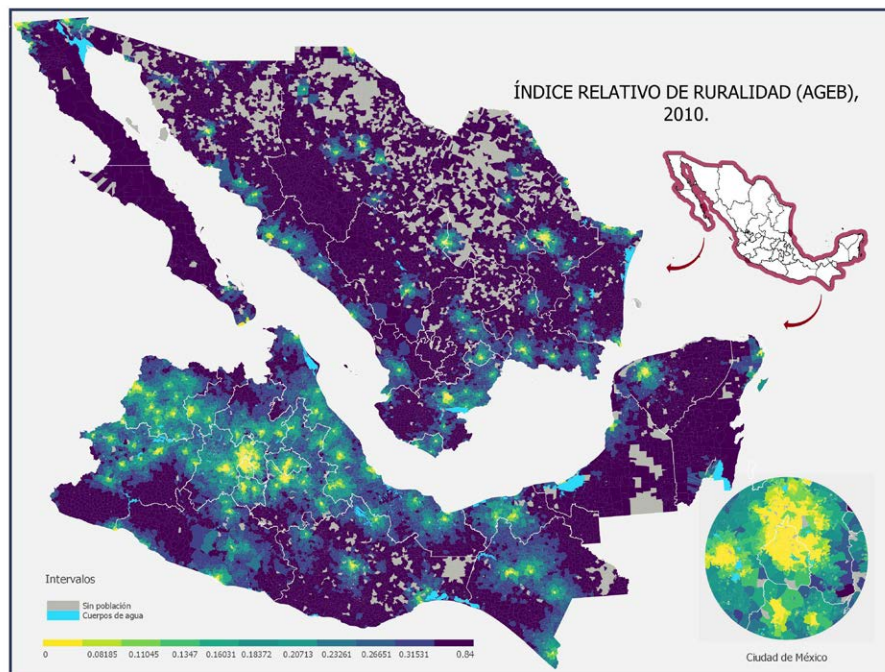 ÍNDICE RELATIVO DE RURALIDAD (AGEB),
2010.
Intervalos
Sin población
Cuerpos de agua
0 0.08185 0.11045 0.1347 0.16031 0.18372 0.20713 0.23261 0.26651 0.31531 0.84
Ciudad de México